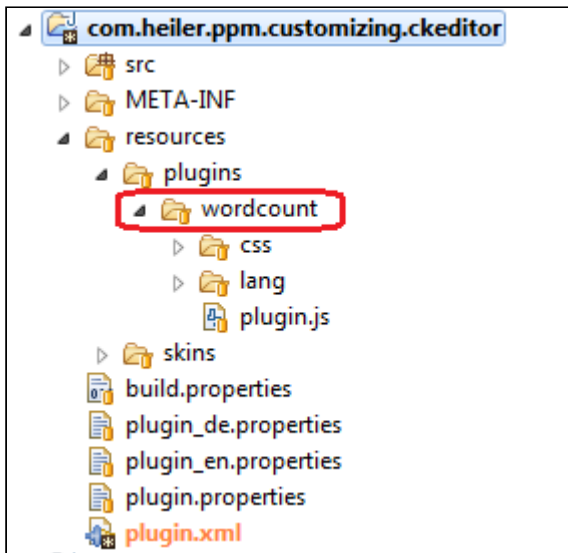 com.heiler.ppm.customizing.ckeditor
src
META-INF
resources
plugins
wordcount
css
lang
plugin.js
skins
build.properties
plugin_de.properties
plugin_en.properties
plugin.properties
plugin.xml